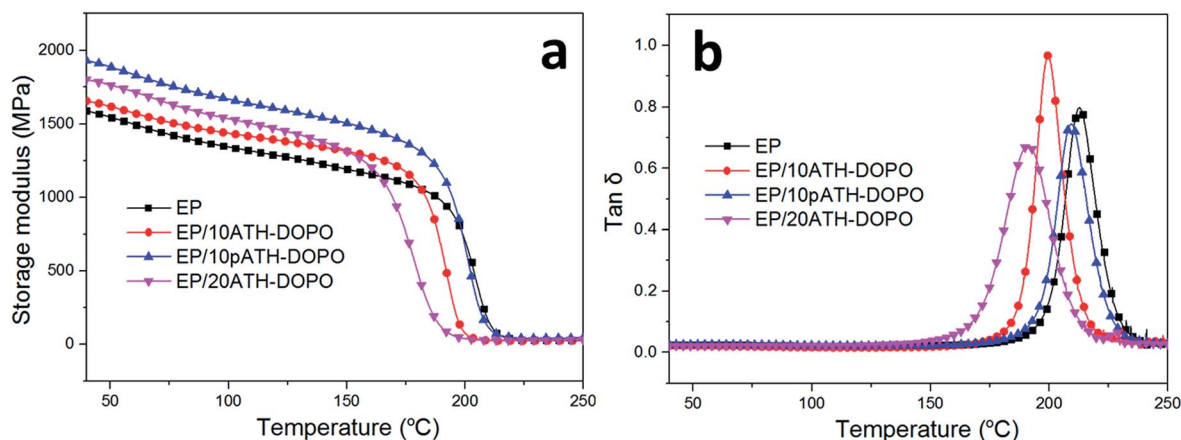 a
Storage modulus (MPa)
2000
1500
1000
500
0
EP
EP/10ATH-DOPO
EP/10pATH-DOPO
EP/20ATH-DOPO
50 100 150 200 250
Temperature (ºC)
b
Tan δ
1.0
0.8
0.6
0.4
0.2
0.0
EP
EP/10ATH-DOPO
EP/10pATH-DOPO
EP/20ATH-DOPO
50 100 150 200 250
Temperature (ºC)